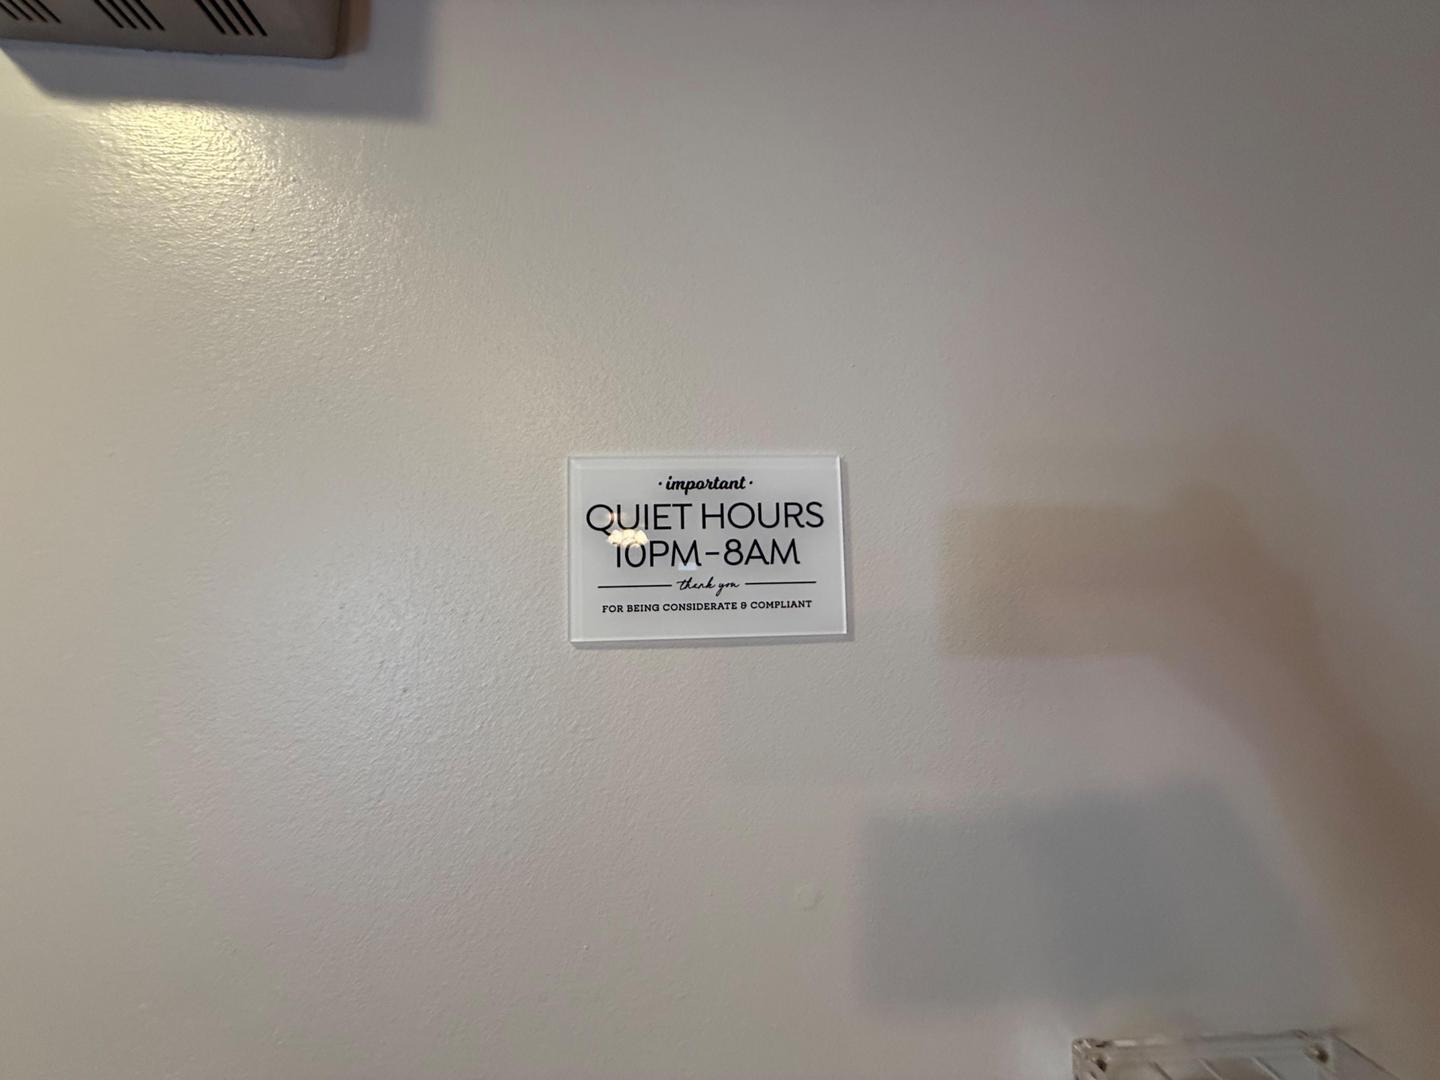 · important ·
QUIET HOURS
10PM-8AM
thank you
FOR BEING CONSIDERATE & COMPLIANT